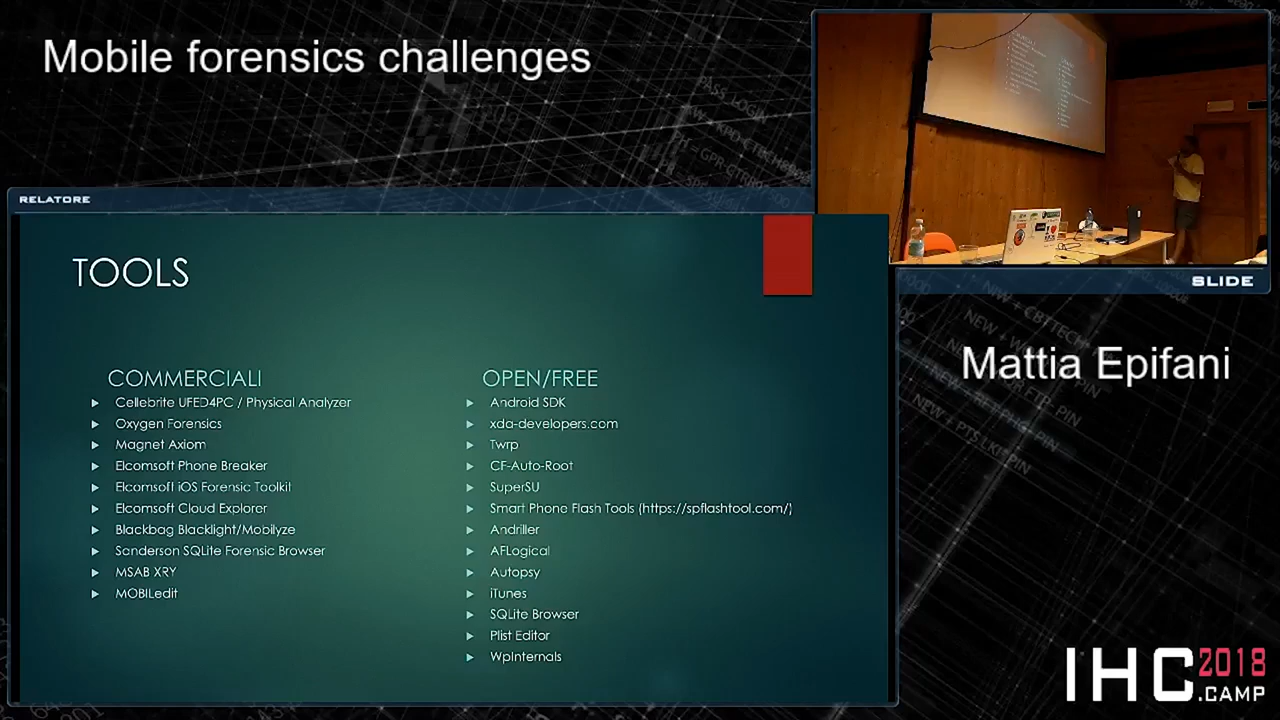 Mobile forensics challenges
RELATORE
TOOLS
COMMERCIALI
Cellebrite UFED4PC / Physical Analyzer
Oxygen Forensics
Magnet Axiom
Elcomsoft Phone Breaker
Elcomsoft iOS Forensic Toolkit
Elcomsoft Cloud Explorer
Blackbag Blacklight/Mobilyze
Sanderson SQLite Forensic Browser
MSAB XRY
MOBILedit
OPEN/FREE
Android SDK
xda-developers.com
Twrp
CF-Auto-Root
SuperSU
Smart Phone Flash Tools (https://spflashtool.com/)
Andriller
AFLogical
Autopsy
iTunes
SQLite Browser
Plist Editor
WpInternals
SLIDE
Mattia Epifani
IHC 2018
.CAMP